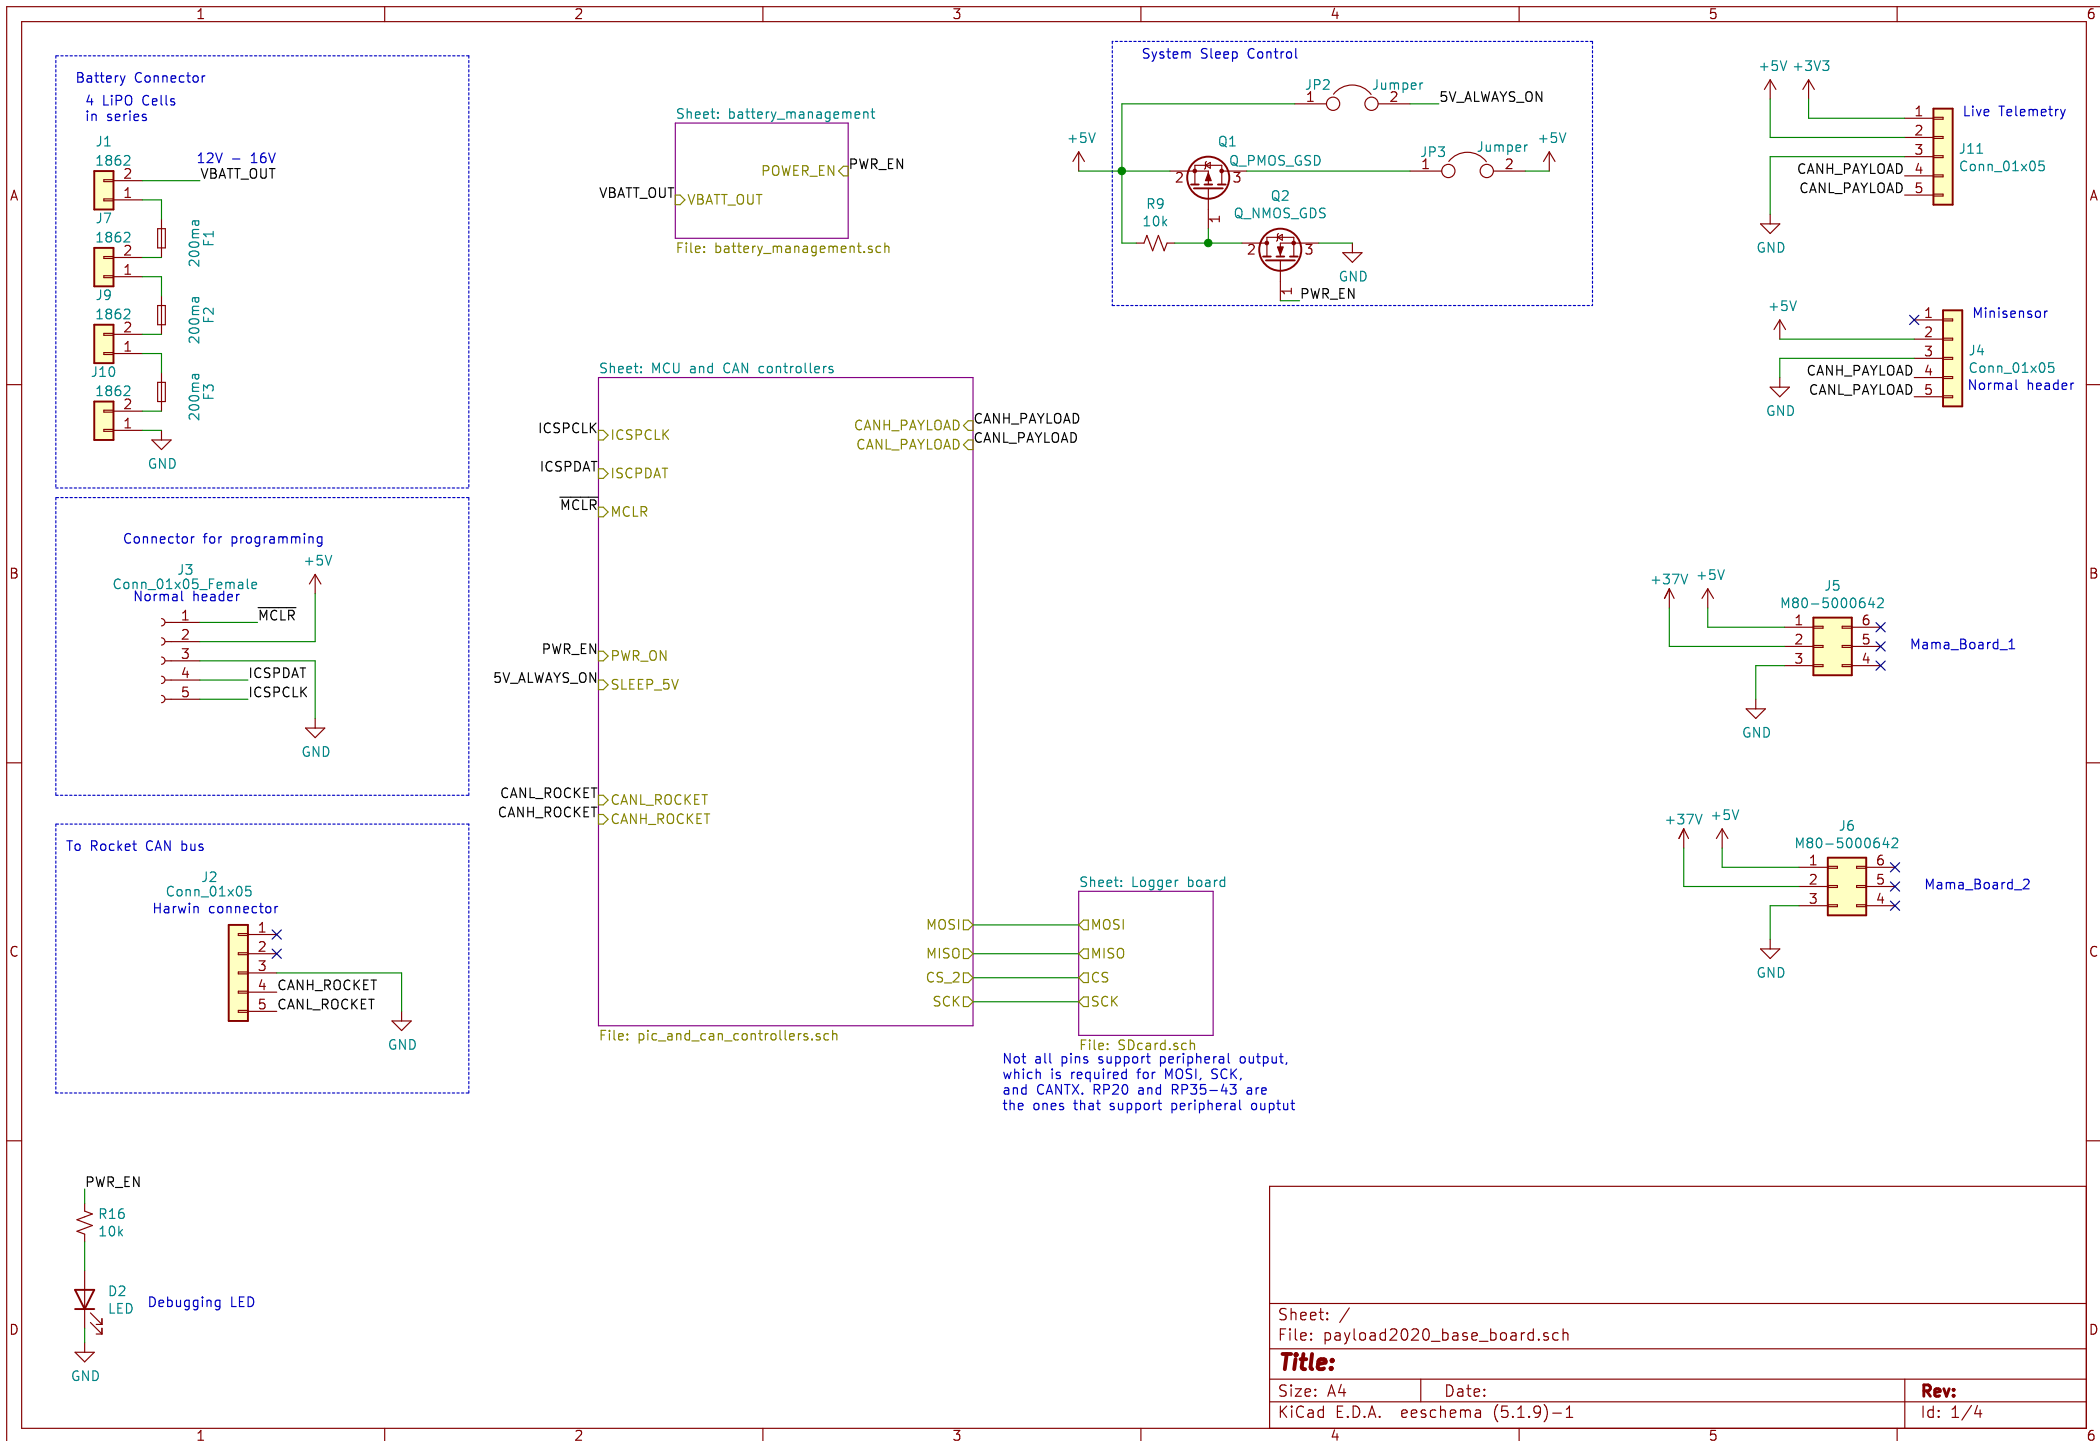 1 2 3 4 5 6
A
B
C
D
Battery Connector
4 LiPO Cells
in series
J1
1862
2
1
12V - 16V
VBATT_OUT
J7
1862
2
1
200ma
F1
J9
1862
2
1
200ma
F2
J10
1862
2
1
200ma
F3
GND
Connector for programming
+5V
J3
Conn_01x05_Female
Normal header
1
2
3
4
5
MCLR
ICSPDAT
ICSPCLK
GND
To Rocket CAN bus
J2
Conn_01x05
Harwin connector
1
2
3
4
5
CANH_ROCKET
CANL_ROCKET
GND
PWR_EN
R16
10k
D2
LED
Debugging LED
GND
Sheet: battery_management
POWER_EN
PWR_EN
VBATT_OUT
VBATT_OUT
File: battery_management.sch
Sheet: MCU and CAN controllers
ICSPCLK
ICSPCLK
ICSPDAT
ISCPDAT
MCLR
MCLR
PWR_EN
PWR_ON
5V_ALWAYS_ON
SLEEP_5V
CANL_ROCKET
CANL_ROCKET
CANH_ROCKET
CANH_ROCKET
CANH_PAYLOAD
CANH_PAYLOAD
CANL_PAYLOAD
CANL_PAYLOAD
MOSI
MISO
CS_2
SCK
File: pic_and_can_controllers.sch
Sheet: Logger board
MOSI
MISO
CS
SCK
File: SDcard.sch
Not all pins support peripheral output,
which is required for MOSI, SCK,
and CANTX. RP20 and RP35-43 are
the ones that support peripheral ouptut
System Sleep Control
JP2
Jumper
1
2
5V_ALWAYS_ON
+5V
Q1
Q_PMOS_GSD
2
3
1
JP3
Jumper
1
2
+5V
R9
10k
Q2
Q_NMOS_GDS
2
3
1
GND
PWR_EN
+5V +3V3
Live Telemetry
1
2
3
4
5
J11
Conn_01x05
CANH_PAYLOAD
CANL_PAYLOAD
GND
+5V
Minisensor
1
2
3
4
5
J4
Conn_01x05
Normal header
CANH_PAYLOAD
CANL_PAYLOAD
GND
+37V +5V
J5
M80-5000642
1
2
3
6
5
4
Mama_Board_1
GND
+37V +5V
J6
M80-5000642
1
2
3
6
5
4
Mama_Board_2
GND
Sheet: /
File: payload2020_base_board.sch
Title:
Size: A4
Date:
Rev:
KiCad E.D.A. eeschema (5.1.9)-1
Id: 1/4
A
B
C
D
1 2 3 4 5 6